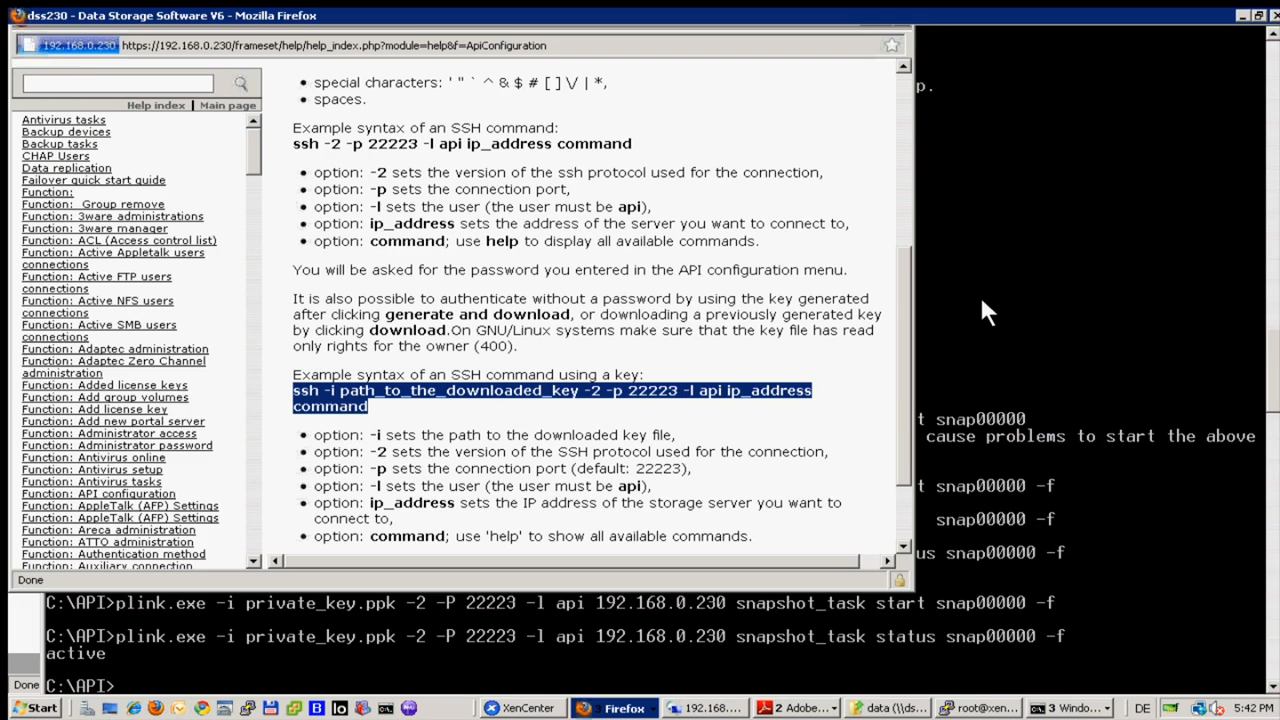 dss230 - Data Storage Software V6 - Mozilla Firefox
192.168.0.230 https://192.168.0.230/frameset/help/help_index.php?module=help&f=ApiConfiguration
Help index | Main page
Antivirus tasks
Backup devices
Backup tasks
CHAP Users
Data replication
Failover quick start guide
Function:
Function: _Group remove
Function: 3ware administrations
Function: 3ware manager
Function: ACL (Access control list)
Function: Active Appletalk users
connections
Function: Active FTP users
connections
Function: Active NFS users
connections
Function: Active SMB users
connections
Function: Adaptec administration
Function: Adaptec Zero Channel
administration
Function: Added license keys
Function: Add group volumes
Function: Add license key
Function: Add new portal server
Function: Administrator access
Function: Administrator password
Function: Antivirus online
Function: Antivirus setup
Function: Antivirus tasks
Function: API configuration
Function: AppleTalk (AFP) Settings
Function: AppleTalk (AFP) Settings
Function: Areca administration
Function: ATTO administration
Function: Authentication method
Function: Auxiliary connection
special characters: ' " ` ^ & $ # [ ] \/ | *,
spaces.
Example syntax of an SSH command:
ssh -2 -p 22223 -l api ip_address command
option: -2 sets the version of the ssh protocol used for the connection,
option: -p sets the connection port,
option: -l sets the user (the user must be api),
option: ip_address sets the address of the server you want to connect to,
option: command; use help to display all available commands.
You will be asked for the password you entered in the API configuration menu.
It is also possible to authenticate without a password by using the key generated
after clicking generate and download, or downloading a previously generated key
by clicking download.On GNU/Linux systems make sure that the key file has read
only rights for the owner (400).
Example syntax of an SSH command using a key:
ssh -i path_to_the_downloaded_key -2 -p 22223 -l api ip_address
command
option: -i sets the path to the downloaded key file,
option: -2 sets the version of the SSH protocol used for the connection,
option: -p sets the connection port (default: 22223),
option: -l sets the user (the user must be api),
option: ip_address sets the IP address of the storage server you want to
connect to,
option: command; use 'help' to show all available commands.
Done
p.
t snap00000
cause problems to start the above
t snap00000 -f
snap00000 -f
us snap00000 -f
C:\API>plink.exe -i private_key.ppk -2 -P 22223 -l api 192.168.0.230 snapshot_task start snap00000 -f
C:\API>plink.exe -i private_key.ppk -2 -P 22223 -l api 192.168.0.230 snapshot_task status snap00000 -f
active
C:\API>
Done
Start
XenCenter
3 Firefox
192.168....
2 Adobe...
data (\\ds...
root@xen...
3 Window...
DE
5:42 PM